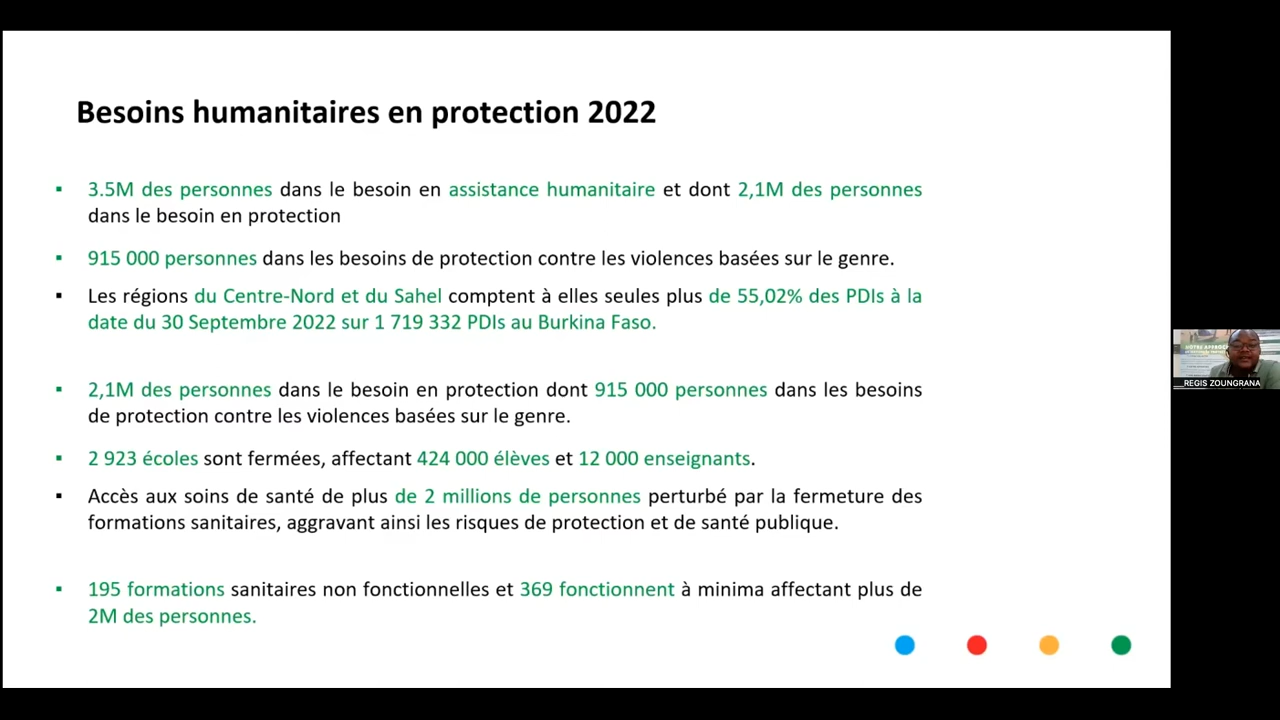 Besoins humanitaires en protection 2022
▪ 3.5M des personnes dans le besoin en assistance humanitaire et dont 2,1M des personnes
dans le besoin en protection
▪ 915 000 personnes dans les besoins de protection contre les violences basées sur le genre.
▪ Les régions du Centre-Nord et du Sahel comptent à elles seules plus de 55,02% des PDIs à la
date du 30 Septembre 2022 sur 1 719 332 PDIs au Burkina Faso.
▪ 2,1M des personnes dans le besoin en protection dont 915 000 personnes dans les besoins
de protection contre les violences basées sur le genre.
▪ 2 923 écoles sont fermées, affectant 424 000 élèves et 12 000 enseignants.
▪ Accès aux soins de santé de plus de 2 millions de personnes perturbé par la fermeture des
formations sanitaires, aggravant ainsi les risques de protection et de santé publique.
▪ 195 formations sanitaires non fonctionnelles et 369 fonctionnent à minima affectant plus de
2M des personnes.
REGIS ZOUNGRANA